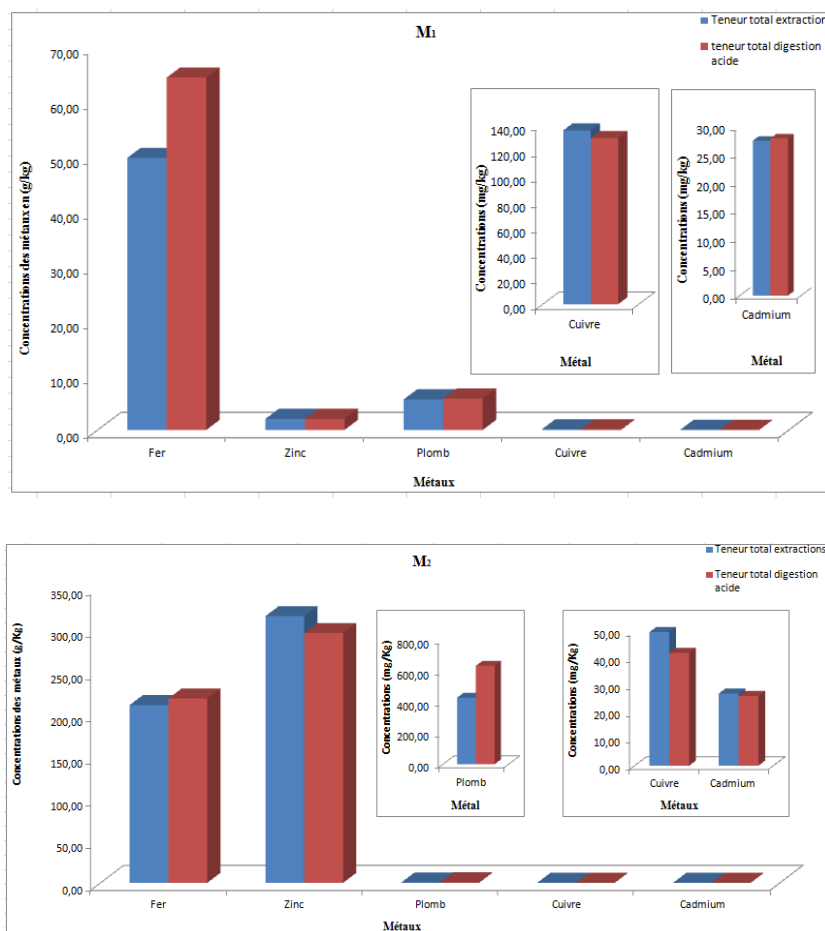 M1
Teneur total extraction
teneur total digestion
acide
Concentrations des métaux en (g/kg)
70,00
60,00
50,00
40,00
30,00
20,00
10,00
0,00
Fer
Zinc
Plomb
Cuivre
Cadmium
Métaux
Concentrations (mg/kg)
140,00
120,00
100,00
80,00
60,00
40,00
20,00
0,00
Cuivre
Métal
Concentrations (mg/kg)
30,00
25,00
20,00
15,00
10,00
5,00
0,00
Cadmium
Métal
M2
Teneur total extractions
Teneur total digestion
acide
Concentrations des métaux (g/Kg)
350,00
300,00
250,00
200,00
150,00
100,00
50,00
0,00
Fer
Zinc
Plomb
Cuivre
Cadmium
Métaux
Concentrations (mg/Kg)
800,00
600,00
400,00
200,00
0,00
Plomb
Métal
Concentrations (mg/Kg)
50,00
40,00
30,00
20,00
10,00
0,00
Cuivre
Cadmium
Métaux